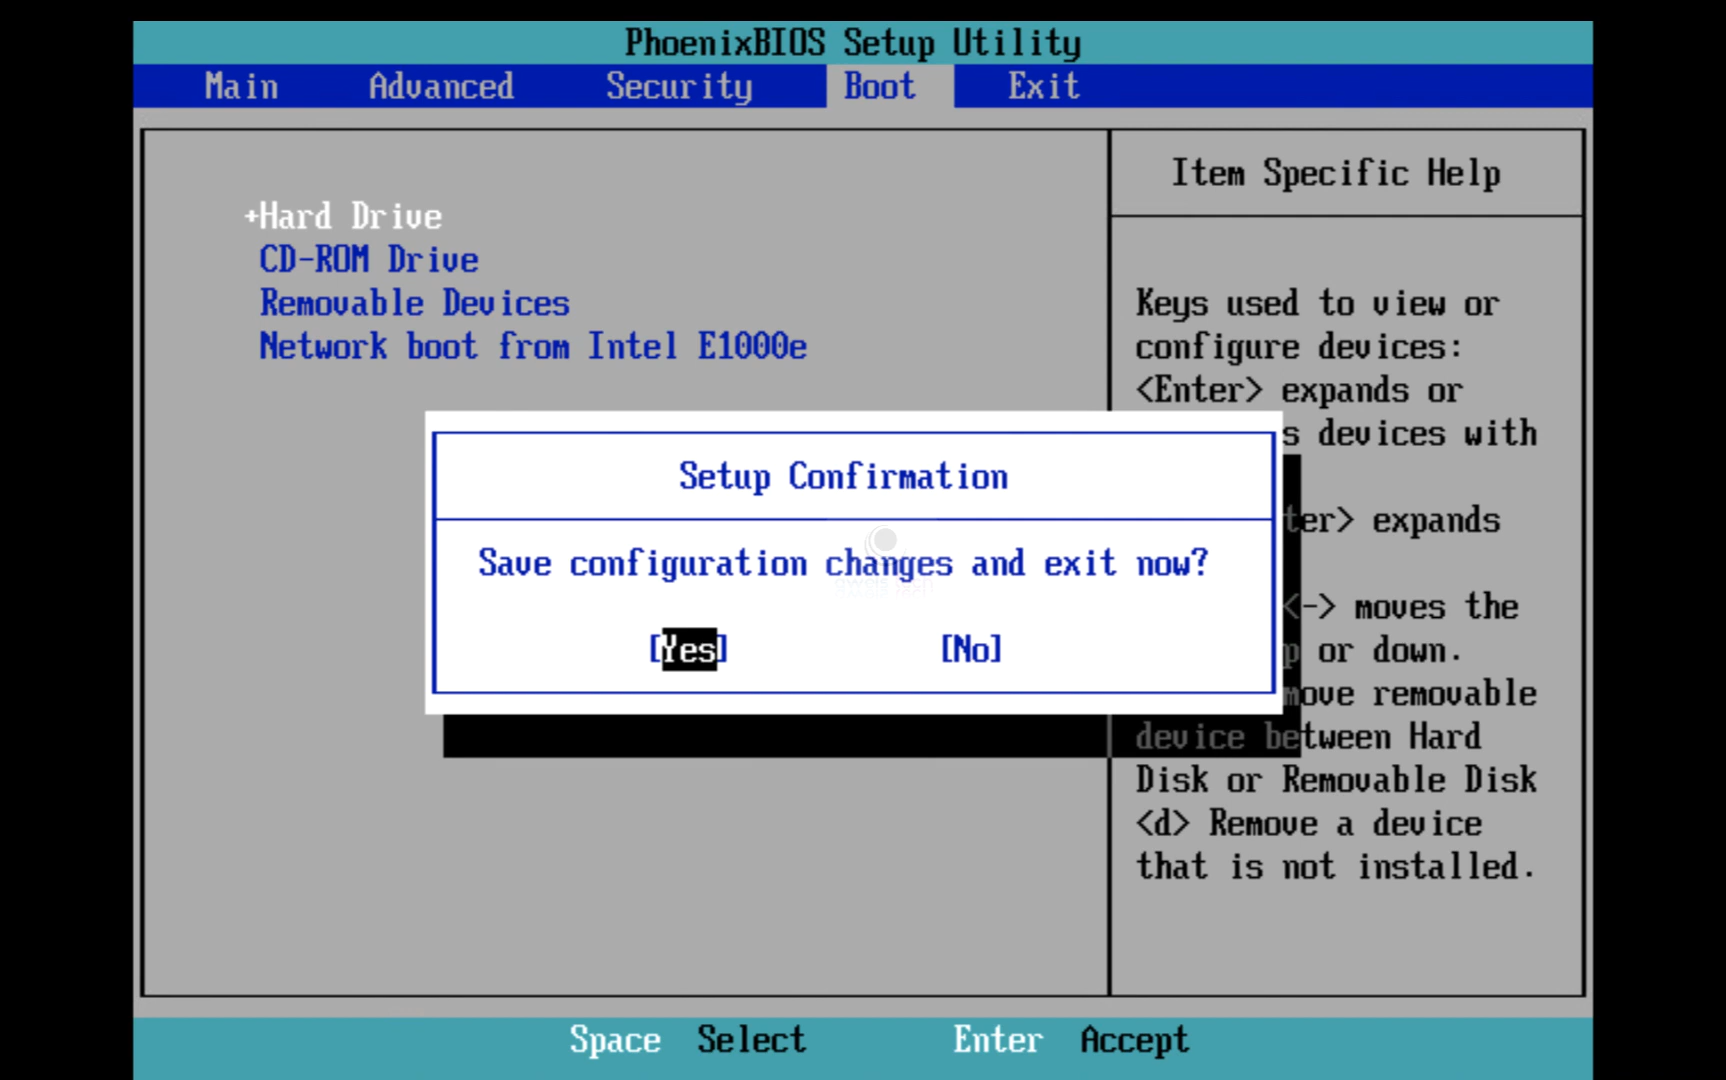 PhoenixBIOS Setup Utility
Main Advanced Security Boot Exit
+Hard Drive
CD-ROM Drive
Removable Devices
Network boot from Intel E1000e
Item Specific Help
Keys used to view or
configure devices:
<Enter> expands or
s devices with
ter> expands
<-> moves the
p or down.
move removable
device between Hard
Disk or Removable Disk
<d> Remove a device
that is not installed.
Setup Confirmation
Save configuration changes and exit now?
[Yes] [No]
Space Select Enter Accept